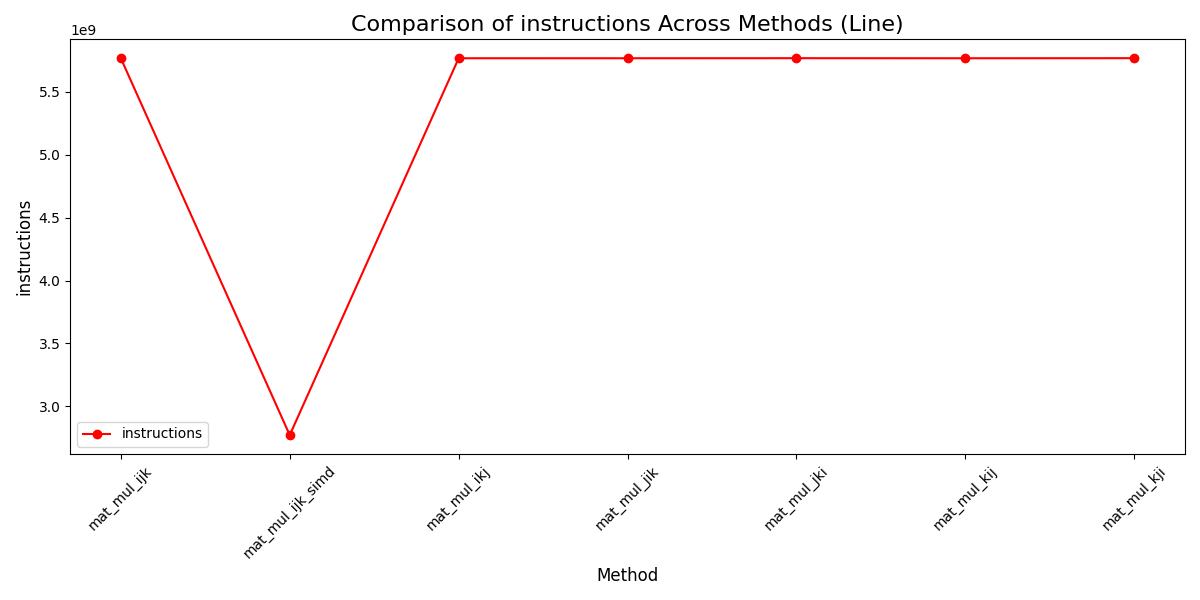 Comparison of instructions Across Methods (Line)
1e9
5.5
5.0
4.5
4.0
3.5
3.0
instructions
instructions
mat_mul_ijk
mat_mul_ijk_simd
mat_mul_ikj
mat_mul_jik
mat_mul_jki
mat_mul_kij
mat_mul_kji
Method